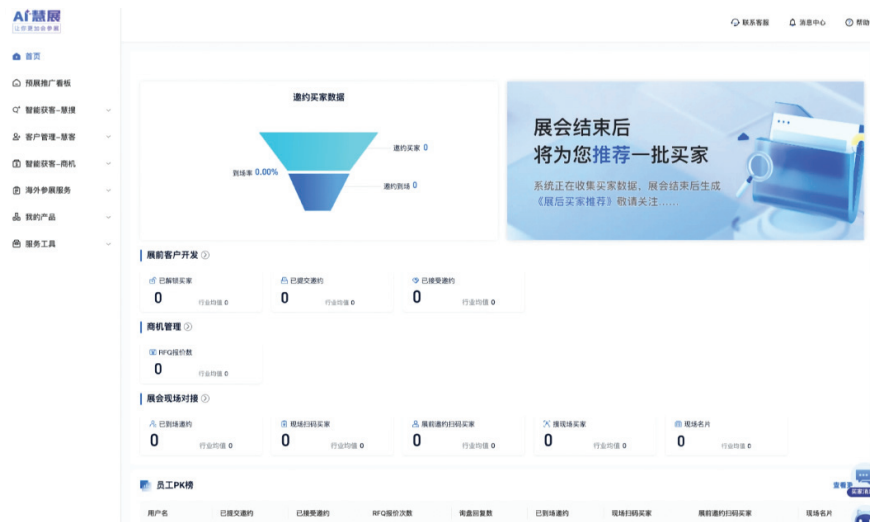 AI慧展
让你更加会参展
联系客服
消息中心
帮助
首页
预展推广看板
智能获客-慧搜
客户管理-慧客
智能获客-商机
海外参展服务
我的产品
服务工具
邀约买家数据
邀约买家 0
到场率 0.00%
邀约到场 0
展会结束后
将为您推荐一批买家
系统正在收集买家数据，展会结束后生成
《展后买家推荐》敬请关注……
展前客户开发
已解锁买家
0 行业均值 0
已提交邀约
0 行业均值 0
已接受邀约
0 行业均值 0
商机管理
RFQ报价数
0 行业均值 0
展会现场对接
已到场邀约
0 行业均值 0
现场扫码买家
0 行业均值 0
展前邀约扫码买家
0 行业均值 0
接现场买家
0 行业均值 0
现场名片
0 行业均值 0
员工PK榜
查看更
买家消
用户名 已提交邀约 已接受邀约 RFQ报价次数 询盘回复数 已到场邀约 现场扫码买家 展前邀约扫码买家 现场名片